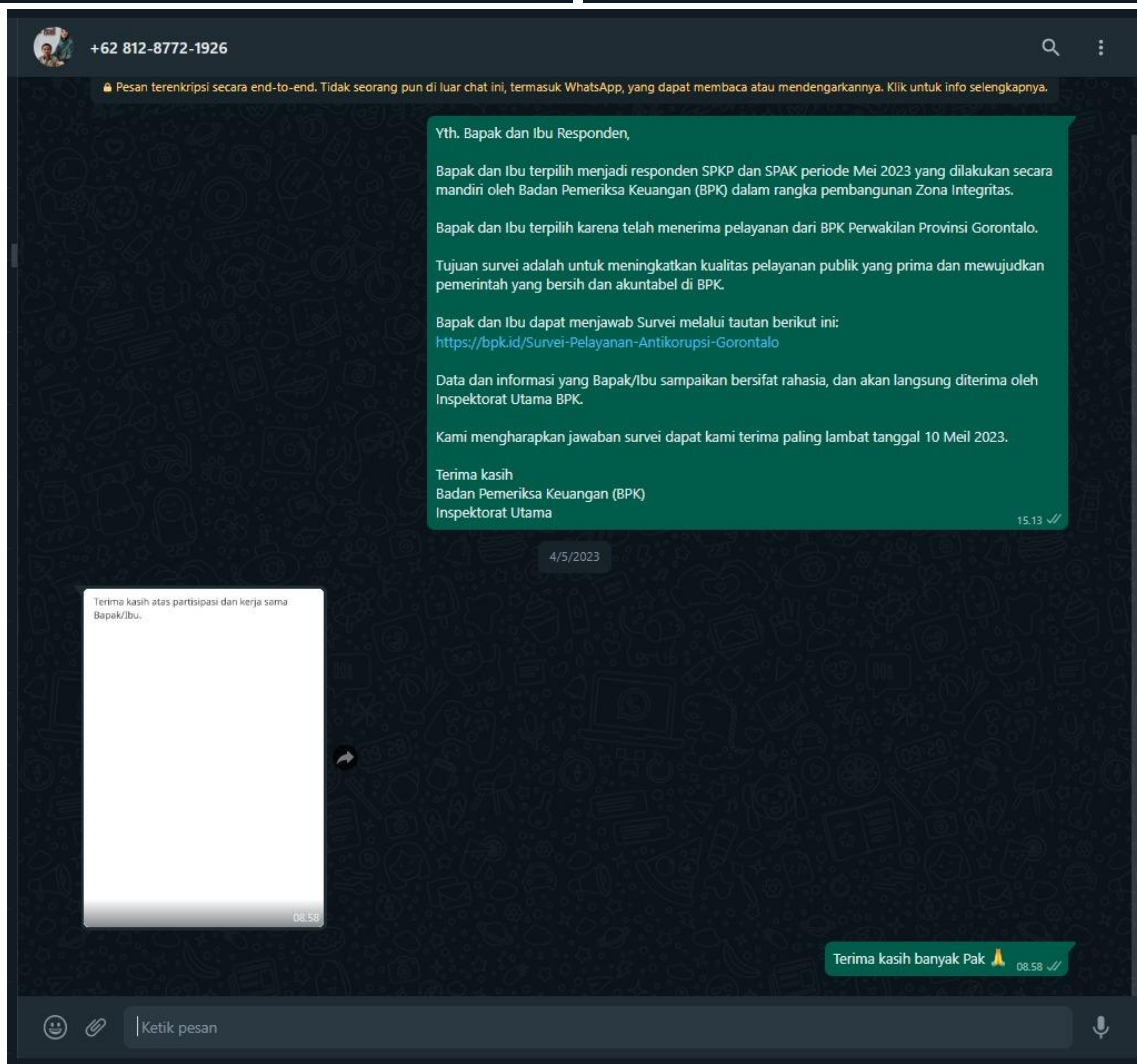 +62 812-8772-1926
Pesan terenkripsi secara end-to-end. Tidak seorang pun di luar chat ini, termasuk WhatsApp, yang dapat membaca atau mendengarkannya. Klik untuk info selengkapnya.
Yth. Bapak dan Ibu Responden,
Bapak dan Ibu terpilih menjadi responden SPKP dan SPAK periode Mei 2023 yang dilakukan secara
mandiri oleh Badan Pemeriksa Keuangan (BPK) dalam rangka pembangunan Zona Integritas.
Bapak dan Ibu terpilih karena telah menerima pelayanan dari BPK Perwakilan Provinsi Gorontalo.
Tujuan survei adalah untuk meningkatkan kualitas pelayanan publik yang prima dan mewujudkan
pemerintah yang bersih dan akuntabel di BPK.
Bapak dan Ibu dapat menjawab Survei melalui tautan berikut ini:
https://bpk.id/Survei-Pelayanan-Antikorupsi-Gorontalo
Data dan informasi yang Bapak/Ibu sampaikan bersifat rahasia, dan akan langsung diterima oleh
Inspektorat Utama BPK.
Kami mengharapkan jawaban survei dapat kami terima paling lambat tanggal 10 Meil 2023.
Terima kasih
Badan Pemeriksa Keuangan (BPK)
Inspektorat Utama
15.13
4/5/2023
Terima kasih atas partisipasi dan kerja sama
Bapak/Ibu.
08.58
Terima kasih banyak Pak 🙏 08.58
Ketik pesan